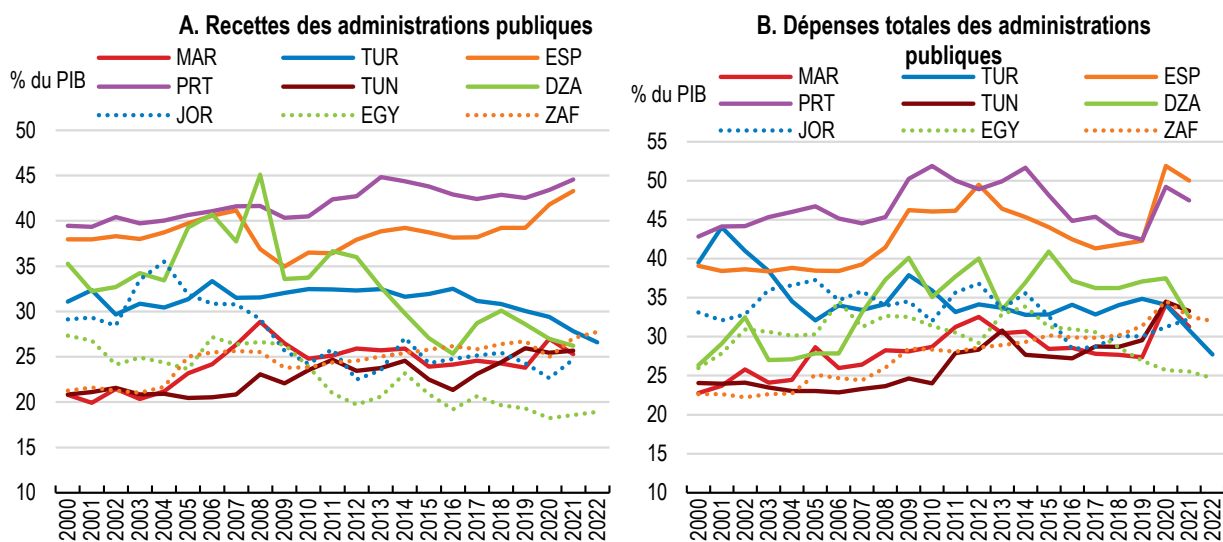 A. Recettes des administrations publiques
MAR TUR ESP
PRT TUN DZA
JOR EGY ZAF
% du PIB
50
45
40
35
30
25
20
15
10
2000 2001 2002 2003 2004 2005 2006 2007 2008 2009 2010 2011 2012 2013 2014 2015 2016 2017 2018 2019 2020 2021 2022
B. Dépenses totales des administrations
publiques
MAR TUR ESP
PRT TUN DZA
JOR EGY ZAF
% du PIB
55
50
45
40
35
30
25
20
15
10
2000 2001 2002 2003 2004 2005 2006 2007 2008 2009 2010 2011 2012 2013 2014 2015 2016 2017 2018 2019 2020 2021 2022